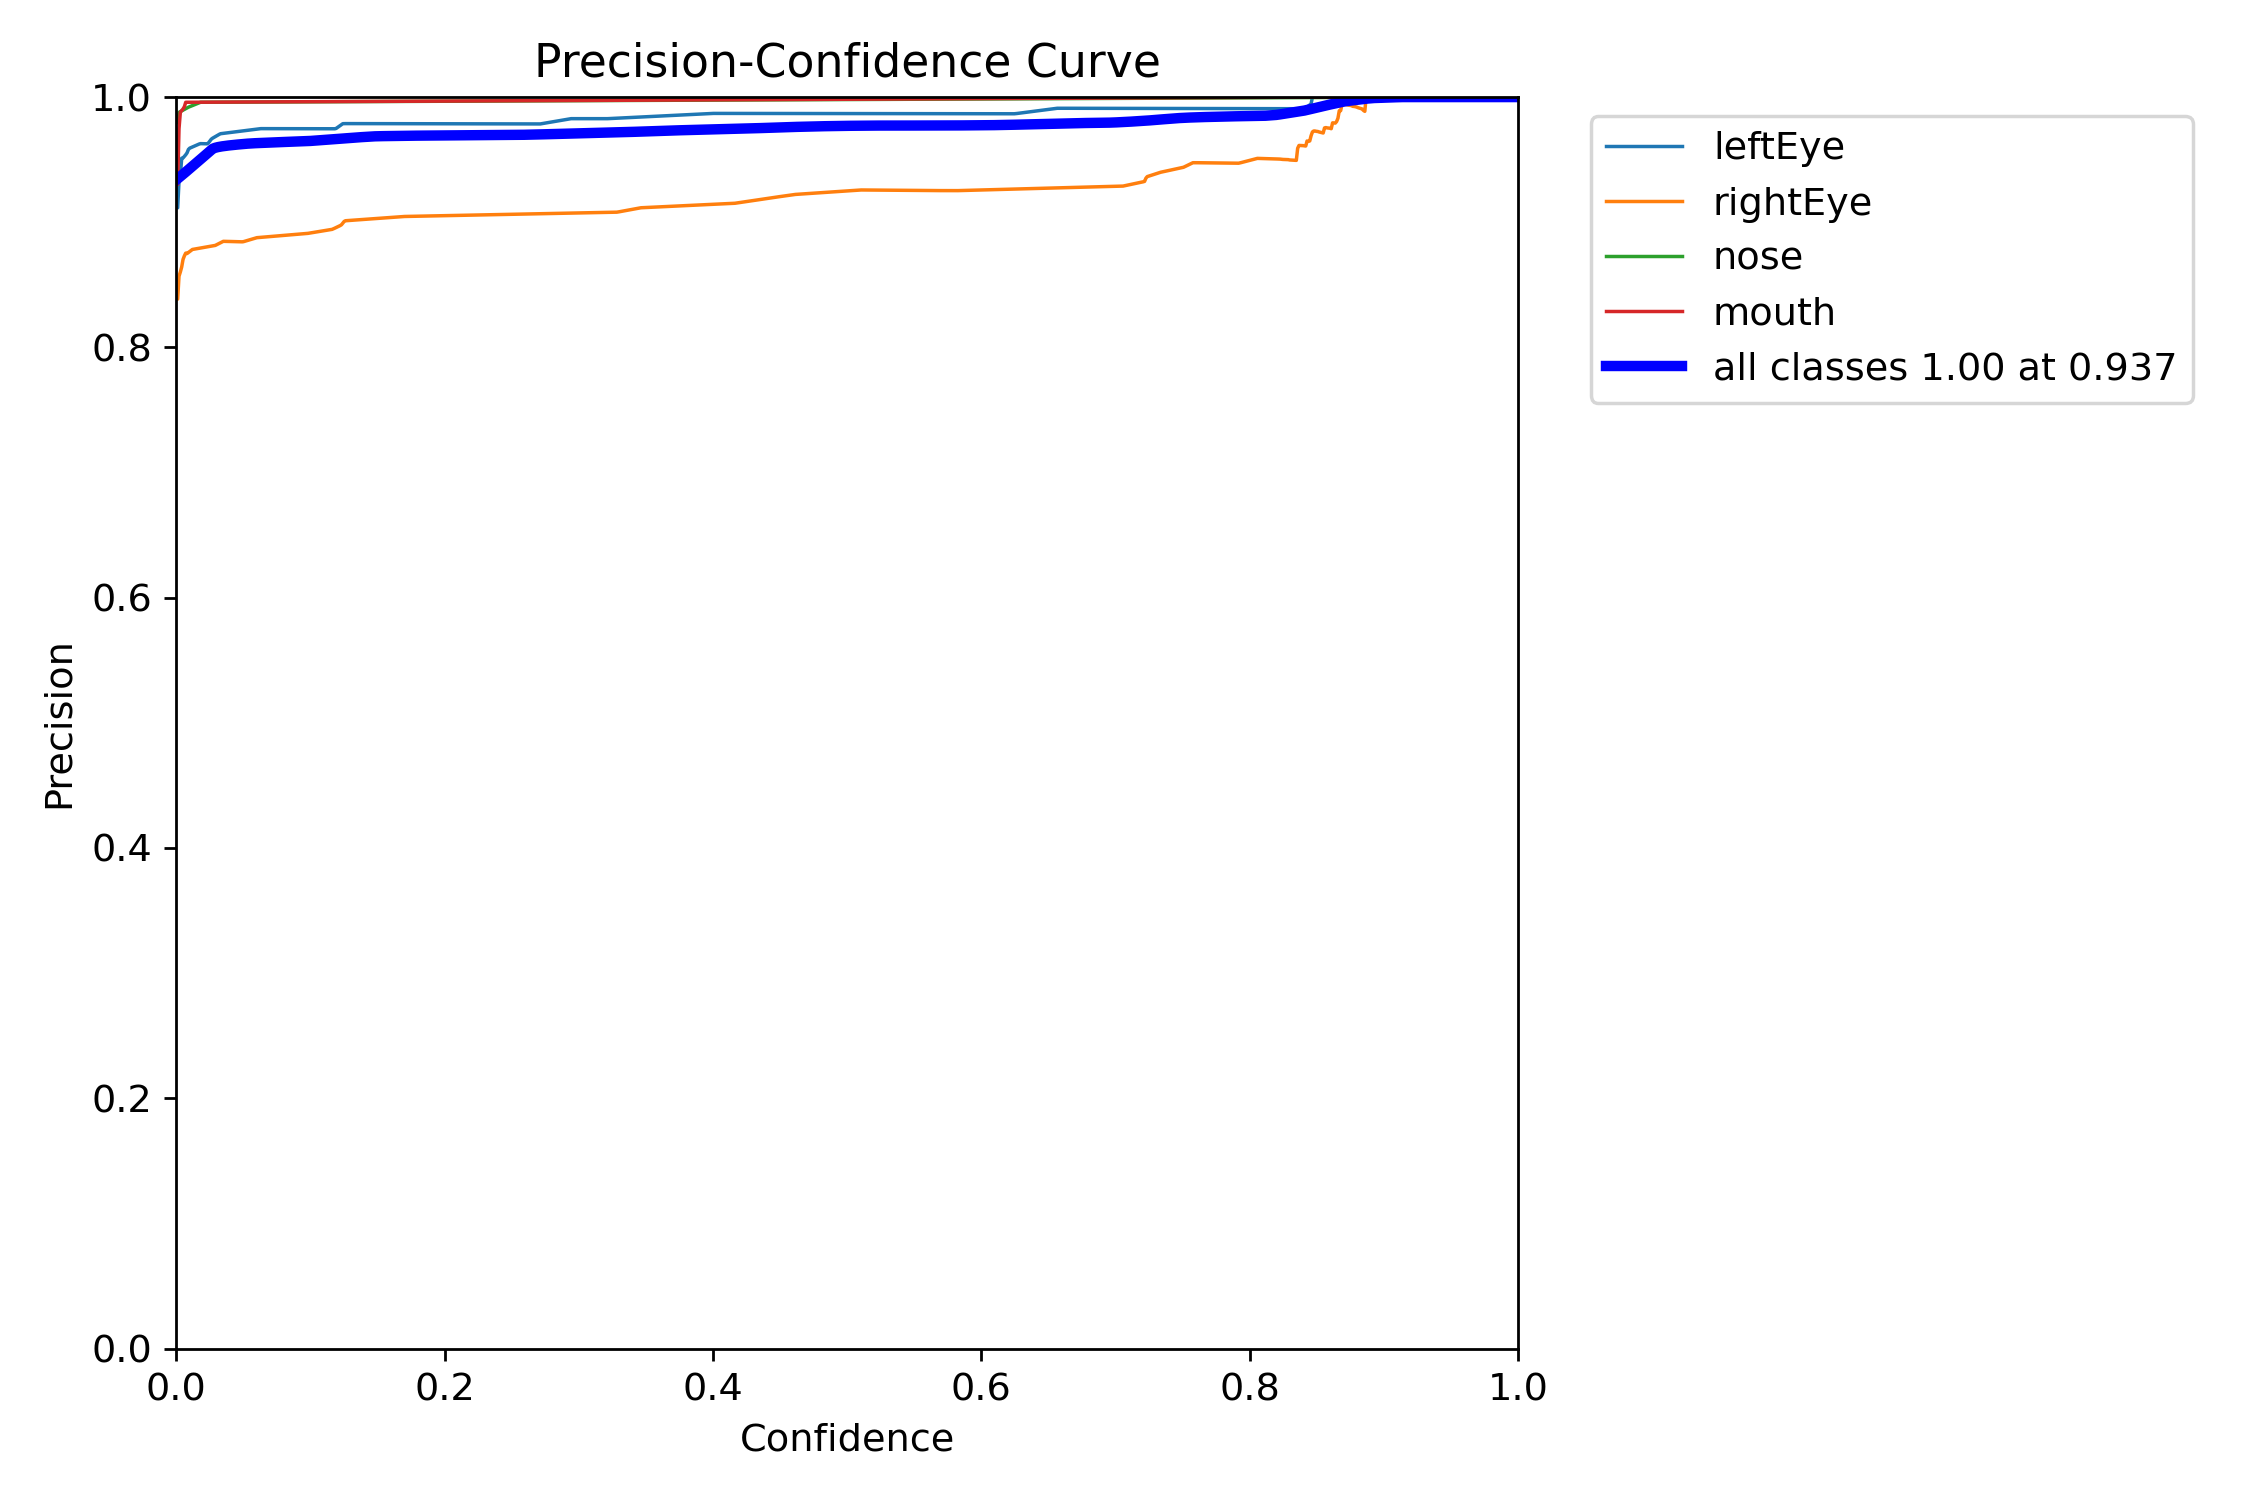 Precision-Confidence Curve
1.0
0.8
0.6
0.4
0.2
0.0
Precision
0.0 0.2 0.4 0.6 0.8 1.0
Confidence
leftEye
rightEye
nose
mouth
all classes 1.00 at 0.937